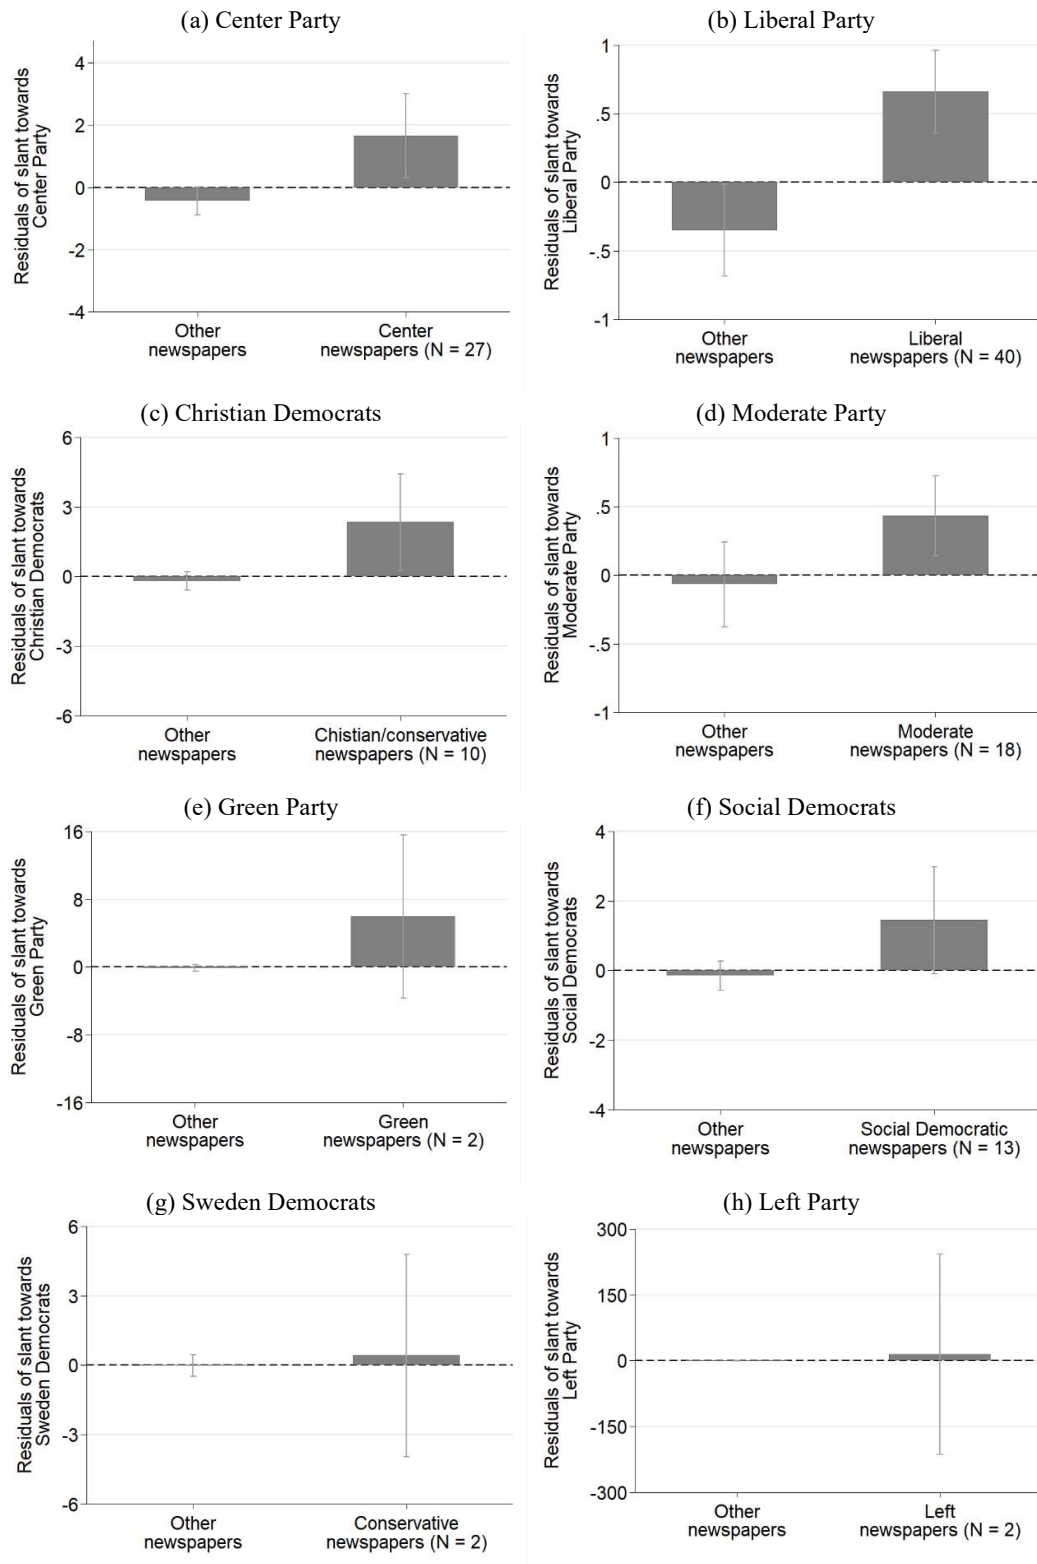 (a) Center Party
Residuals of slant towards
Center Party
4
2
0
-2
-4
Other
newspapers
Center
newspapers (N = 27)
(b) Liberal Party
Residuals of slant towards
Liberal Party
1
.5
0
-.5
-1
Other
newspapers
Liberal
newspapers (N = 40)
(c) Christian Democrats
Residuals of slant towards
Christian Democrats
6
3
0
-3
-6
Other
newspapers
Chistian/conservative
newspapers (N = 10)
(d) Moderate Party
Residuals of slant towards
Moderate Party
1
.5
0
-.5
-1
Other
newspapers
Moderate
newspapers (N = 18)
(e) Green Party
Residuals of slant towards
Green Party
16
8
0
-8
-16
Other
newspapers
Green
newspapers (N = 2)
(f) Social Democrats
Residuals of slant towards
Social Democrats
4
2
0
-2
-4
Other
newspapers
Social Democratic
newspapers (N = 13)
(g) Sweden Democrats
Residuals of slant towards
Sweden Democrats
6
3
0
-3
-6
Other
newspapers
Conservative
newspapers (N = 2)
(h) Left Party
Residuals of slant towards
Left Party
300
150
0
-150
-300
Other
newspapers
Left
newspapers (N = 2)